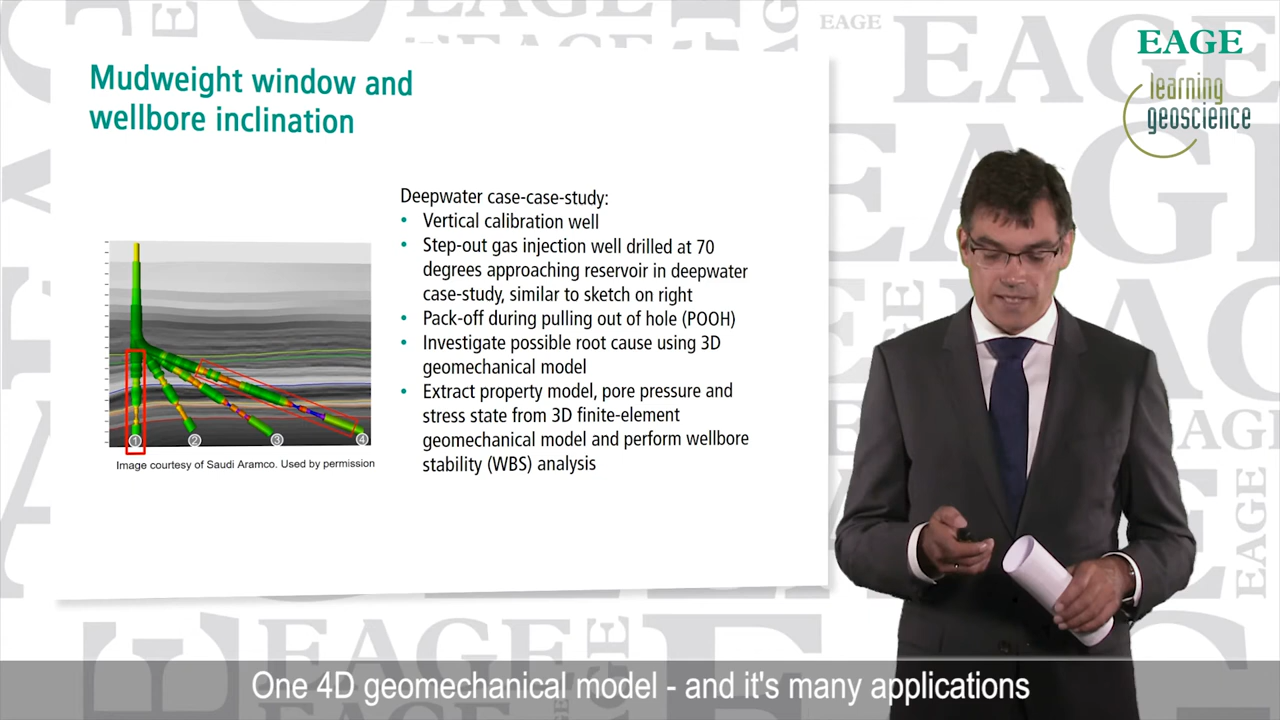 EAGE
EAGE
learning
geoscience
Mudweight window and
wellbore inclination
Deepwater case-case-study:
• Vertical calibration well
• Step-out gas injection well drilled at 70
degrees approaching reservoir in deepwater
case-study, similar to sketch on right
• Pack-off during pulling out of hole (POOH)
• Investigate possible root cause using 3D
geomechanical model
• Extract property model, pore pressure and
stress state from 3D finite-element
geomechanical model and perform wellbore
stability (WBS) analysis
1 2 3 4
Image courtesy of Saudi Aramco. Used by permission
EAGE
EAGE
One 4D geomechanical model - and it's many applications